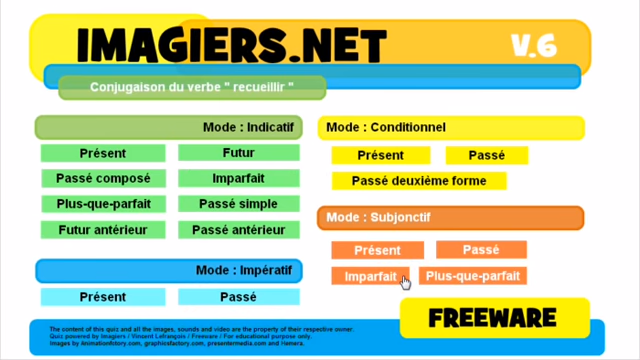 IMAGIERS.NET
V.6
Conjugaison du verbe " recueillir "
Mode : Indicatif
Présent
Futur
Passé composé
Imparfait
Plus-que-parfait
Passé simple
Futur antérieur
Passé antérieur
Mode : Impératif
Présent
Passé
Mode : Conditionnel
Présent
Passé
Passé deuxième forme
Mode : Subjonctif
Présent
Passé
Imparfait
Plus-que-parfait
FREEWARE
The content of this quiz and all the images, sounds and video are the property of their respective owner.
Quiz powered by Imagiers / Vincent Lefrançois / Freeware / For educational purpose only.
Images by Animationfctory.com, graphicsfactory.com, presentermedia.com and Hemera.